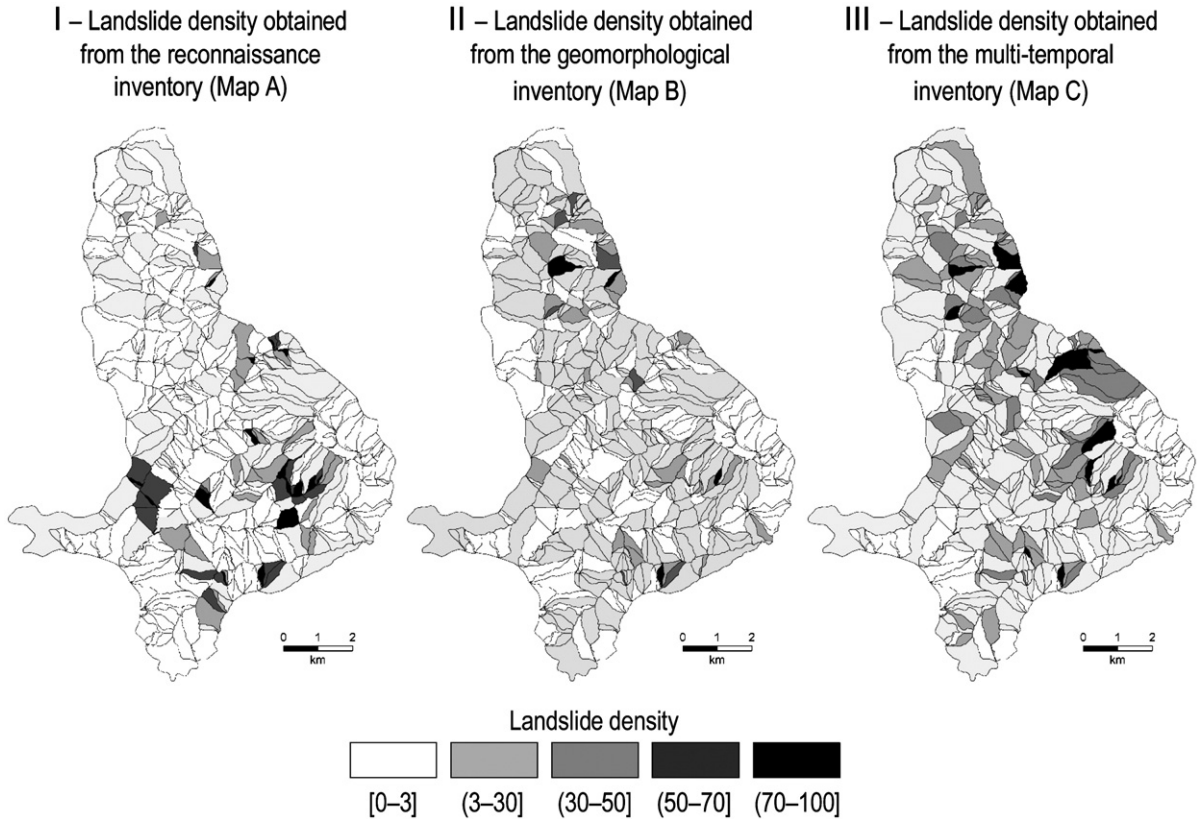 I – Landslide density obtained
from the reconnaissance
inventory (Map A)
II – Landslide density obtained
from the geomorphological
inventory (Map B)
III – Landslide density obtained
from the multi-temporal
inventory (Map C)
0 1 2
km
0 1 2
km
0 1 2
km
Landslide density
[0–3] (3–30] (30–50] (50–70] (70–100]